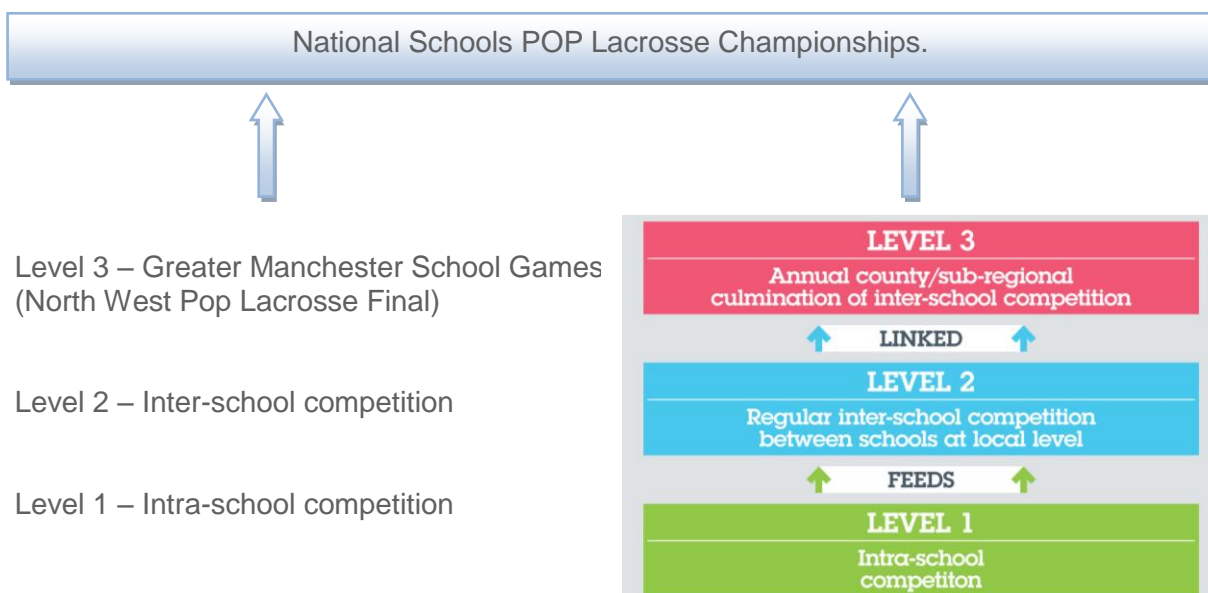 National Schools POP Lacrosse Championships.
Level 3 – Greater Manchester School Games
(North West Pop Lacrosse Final)
Level 2 – Inter-school competition
Level 1 – Intra-school competition
LEVEL 3
Annual county/sub-regional
culmination of inter-school competition
LINKED
LEVEL 2
Regular inter-school competition
between schools at local level
FEEDS
LEVEL 1
Intra-school
competiton